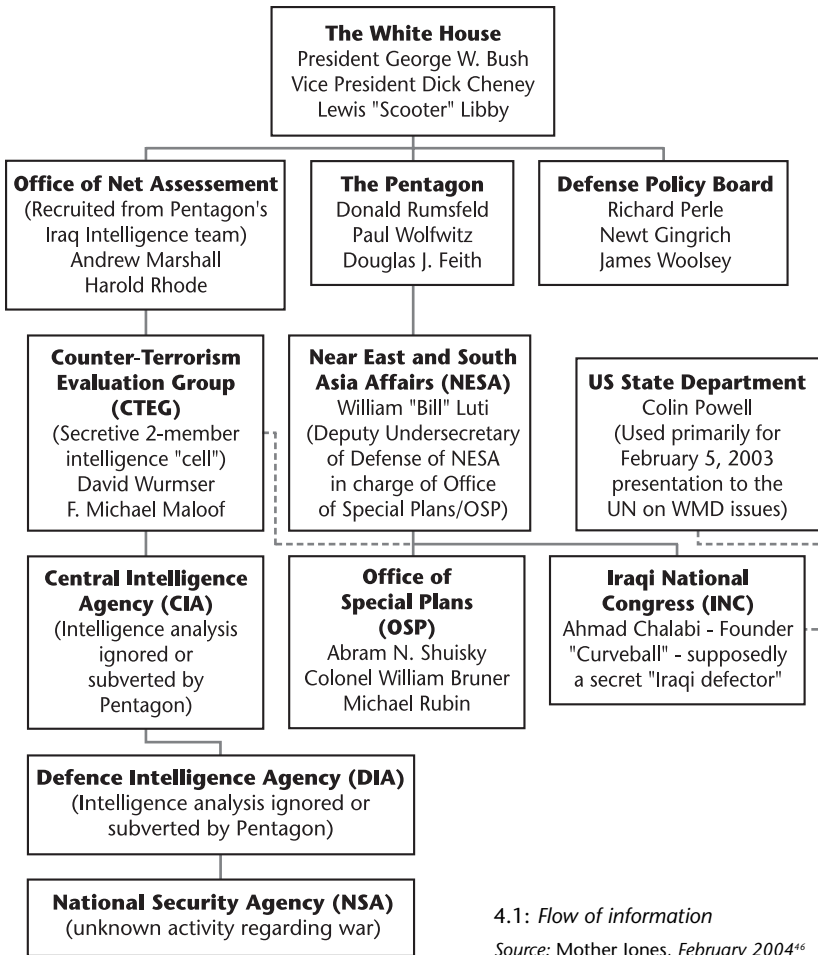 The White House
President George W. Bush
Vice President Dick Cheney
Lewis "Scooter" Libby
Office of Net Assessment
(Recruited from Pentagon's
Iraq Intelligence team)
Andrew Marshall
Harold Rhode
The Pentagon
Donald Rumsfeld
Paul Wolfwitz
Douglas J. Feith
Defense Policy Board
Richard Perle
Newt Gingrich
James Woolsey
Counter-Terrorism
Evaluation Group
(CTEG)
(Secretive 2-member
intelligence "cell")
David Wurmser
F. Michael Maloof
Near East and South
Asia Affairs (NESA)
William "Bill" Luti
(Deputy Undersecretary
of Defense of NESA
in charge of Office
of Special Plans/OSP)
US State Department
Colin Powell
(Used primarily for
February 5, 2003
presentation to the
UN on WMD issues)
Central Intelligence
Agency (CIA)
(Intelligence analysis
ignored or
subverted by
Pentagon)
Office of
Special Plans
(OSP)
Abram N. Shuisky
Colonel William Bruner
Michael Rubin
Iraqi National
Congress (INC)
Ahmad Chalabi - Founder
"Curveball" - supposedly
a secret "Iraqi defector"
Defence Intelligence Agency (DIA)
(Intelligence analysis ignored or
subverted by Pentagon)
National Security Agency (NSA)
(unknown activity regarding war)
4.1: Flow of information
Source: Mother Jones, February 2004⁴⁶